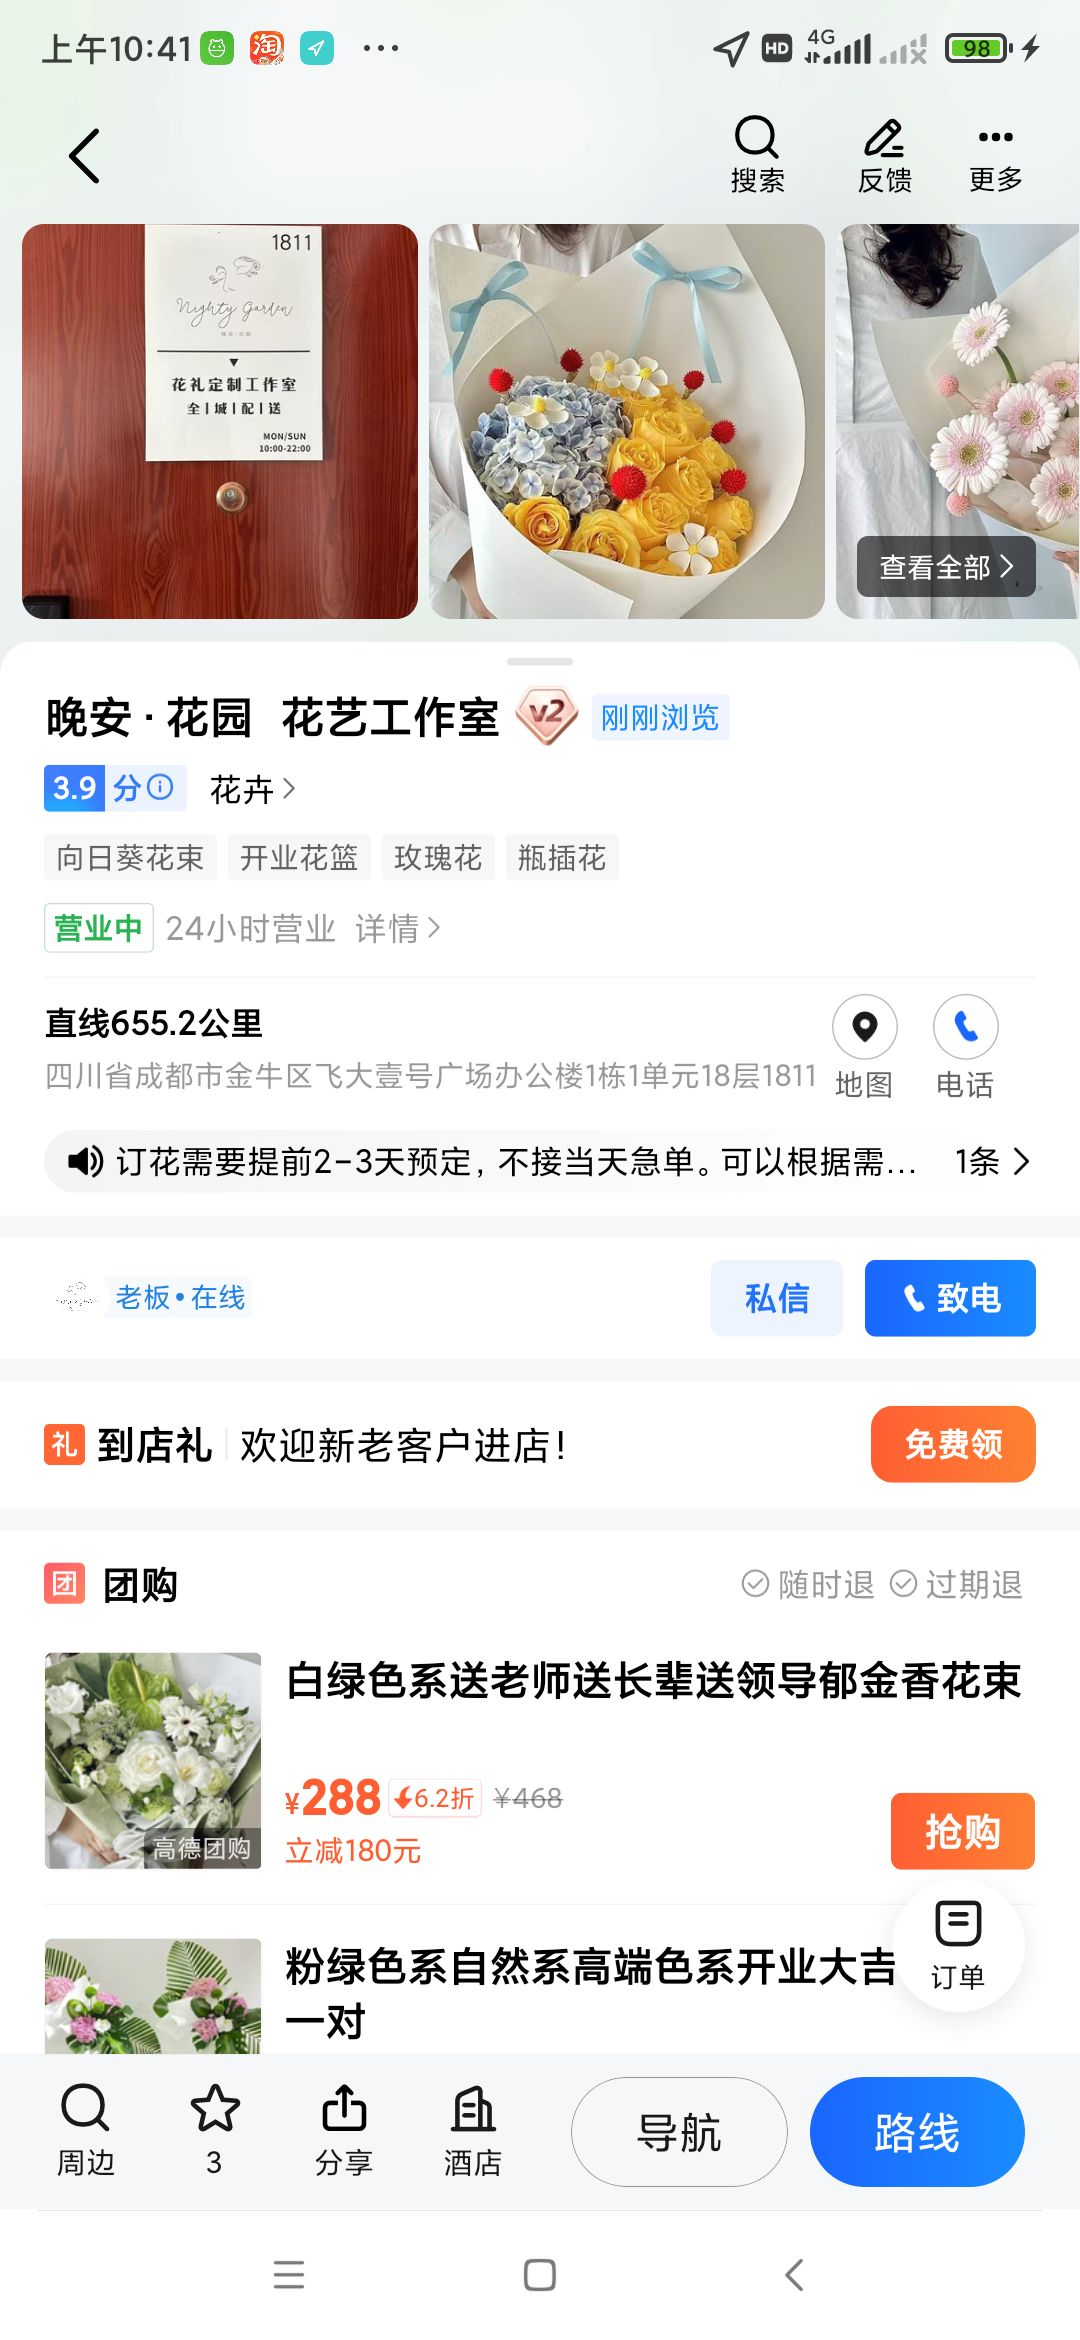 上午10:41
淘
HD
4G
98
搜索
反馈
更多
1811
Nighty Garden
晚安·花园
花礼定制工作室
全|城|配|送
MON/SUN
10:00-22:00
查看全部
晚安·花园 花艺工作室
v2
刚刚浏览
3.9分
花卉
向日葵花束
开业花篮
玫瑰花
瓶插花
营业中
24小时营业 详情
直线655.2公里
四川省成都市金牛区飞大壹号广场办公楼1栋1单元18层1811
地图
电话
订花需要提前2-3天预定，不接当天急单。可以根据需...
1条
老板•在线
私信
致电
礼
到店礼
欢迎新老客户进店！
免费领
团
团购
随时退
过期退
白绿色系送老师送长辈送领导郁金香花束
高德团购
¥288
6.2折
¥468
立减180元
抢购
粉绿色系自然系高端色系开业大吉
一对
订单
周边
3
分享
酒店
导航
路线